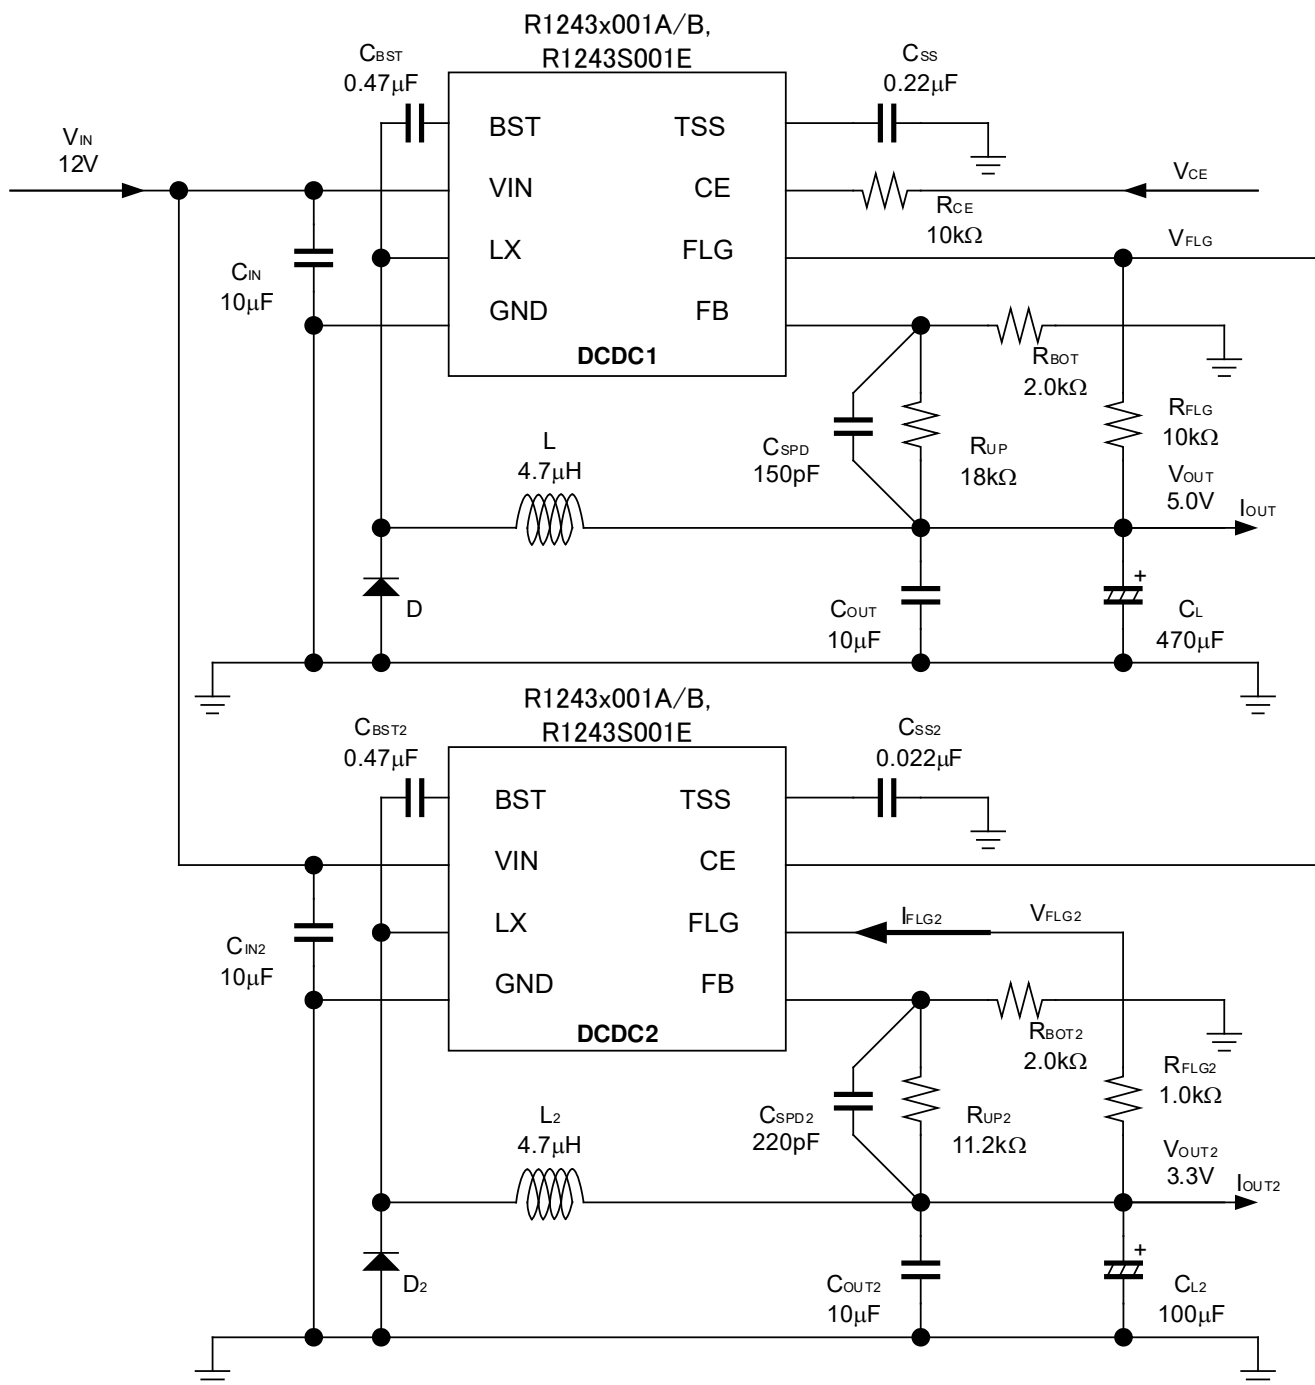 R1243x001A/B,
R1243S001E
CBST
0.47μF
CSS
0.22μF
VIN
12V
BST
TSS
VIN
CE
VCE
RCE
10kΩ
LX
FLG
VFLG
CIN
10μF
GND
FB
DCDC1
RBOT
2.0kΩ
RFLG
10kΩ
L
4.7μH
CSPD
150pF
RUP
18kΩ
VOUT
5.0V
IOUT
D
COUT
10μF
+
CL
470μF
R1243x001A/B,
R1243S001E
CBST2
0.47μF
CSS2
0.022μF
BST
TSS
VIN
CE
LX
FLG
IFLG2
VFLG2
CIN2
10μF
GND
FB
DCDC2
RBOT2
2.0kΩ
RFLG2
1.0kΩ
L2
4.7μH
CSPD2
220pF
RUP2
11.2kΩ
VOUT2
3.3V
IOUT2
D2
COUT2
10μF
+
CL2
100μF